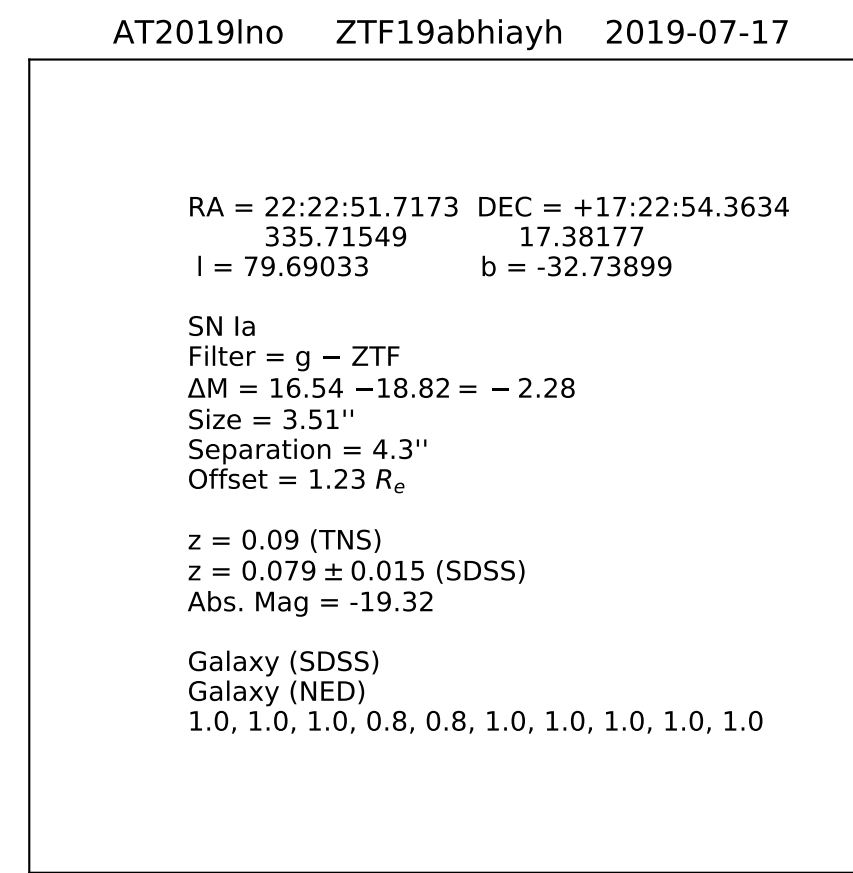 AT2019lno ZTF19abhiayh 2019-07-17
RA = 22:22:51.7173 DEC = +17:22:54.3634
335.71549 17.38177
l = 79.69033 b = -32.73899
SN Ia
Filter = g − ZTF
ΔM = 16.54 −18.82 = − 2.28
Size = 3.51''
Separation = 4.3''
Offset = 1.23 Rₑ
z = 0.09 (TNS)
z = 0.079 ± 0.015 (SDSS)
Abs. Mag = -19.32
Galaxy (SDSS)
Galaxy (NED)
1.0, 1.0, 1.0, 0.8, 0.8, 1.0, 1.0, 1.0, 1.0, 1.0